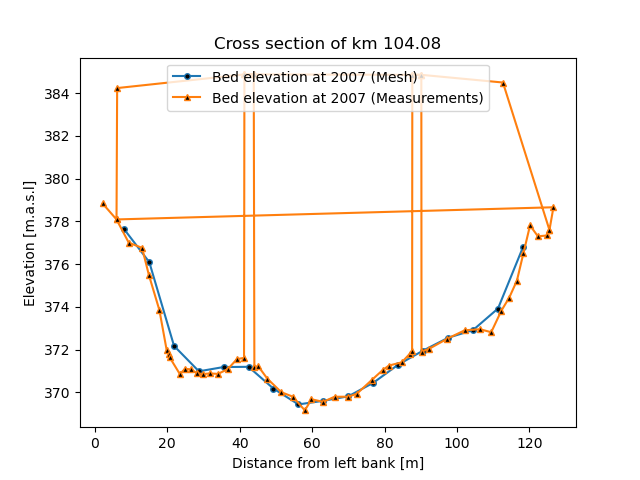 Cross section of km 104.08
Bed elevation at 2007 (Mesh)
Bed elevation at 2007 (Measurements)
Elevation [m.a.s.l]
384
382
380
378
376
374
372
370
0 20 40 60 80 100 120
Distance from left bank [m]